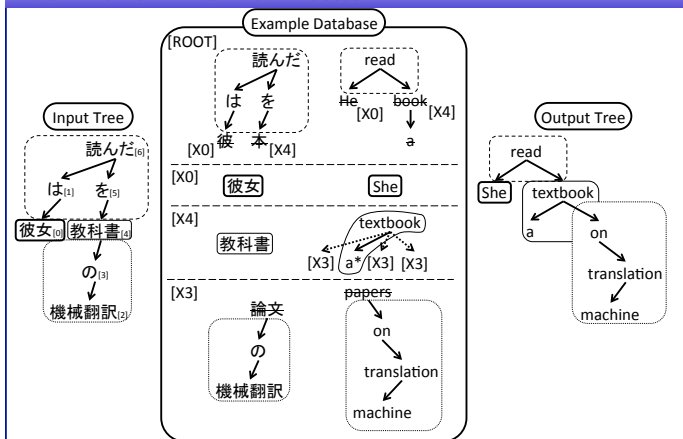 Example Database
Input Tree
読んだ[6]
は[1]
を[5]
彼女[0]
教科書[4]
の[3]
機械翻訳[2]
[ROOT]
読んだ
は
を
[X0]
彼
本
[X4]
read
He
[X0]
book
[X4]
a
[X0]
彼女
She
[X4]
教科書
textbook
[X3]
a*
[X3]
[X3]
[X3]
論文
の
機械翻訳
papers
on
translation
machine
Output Tree
read
She
textbook
a
on
translation
machine